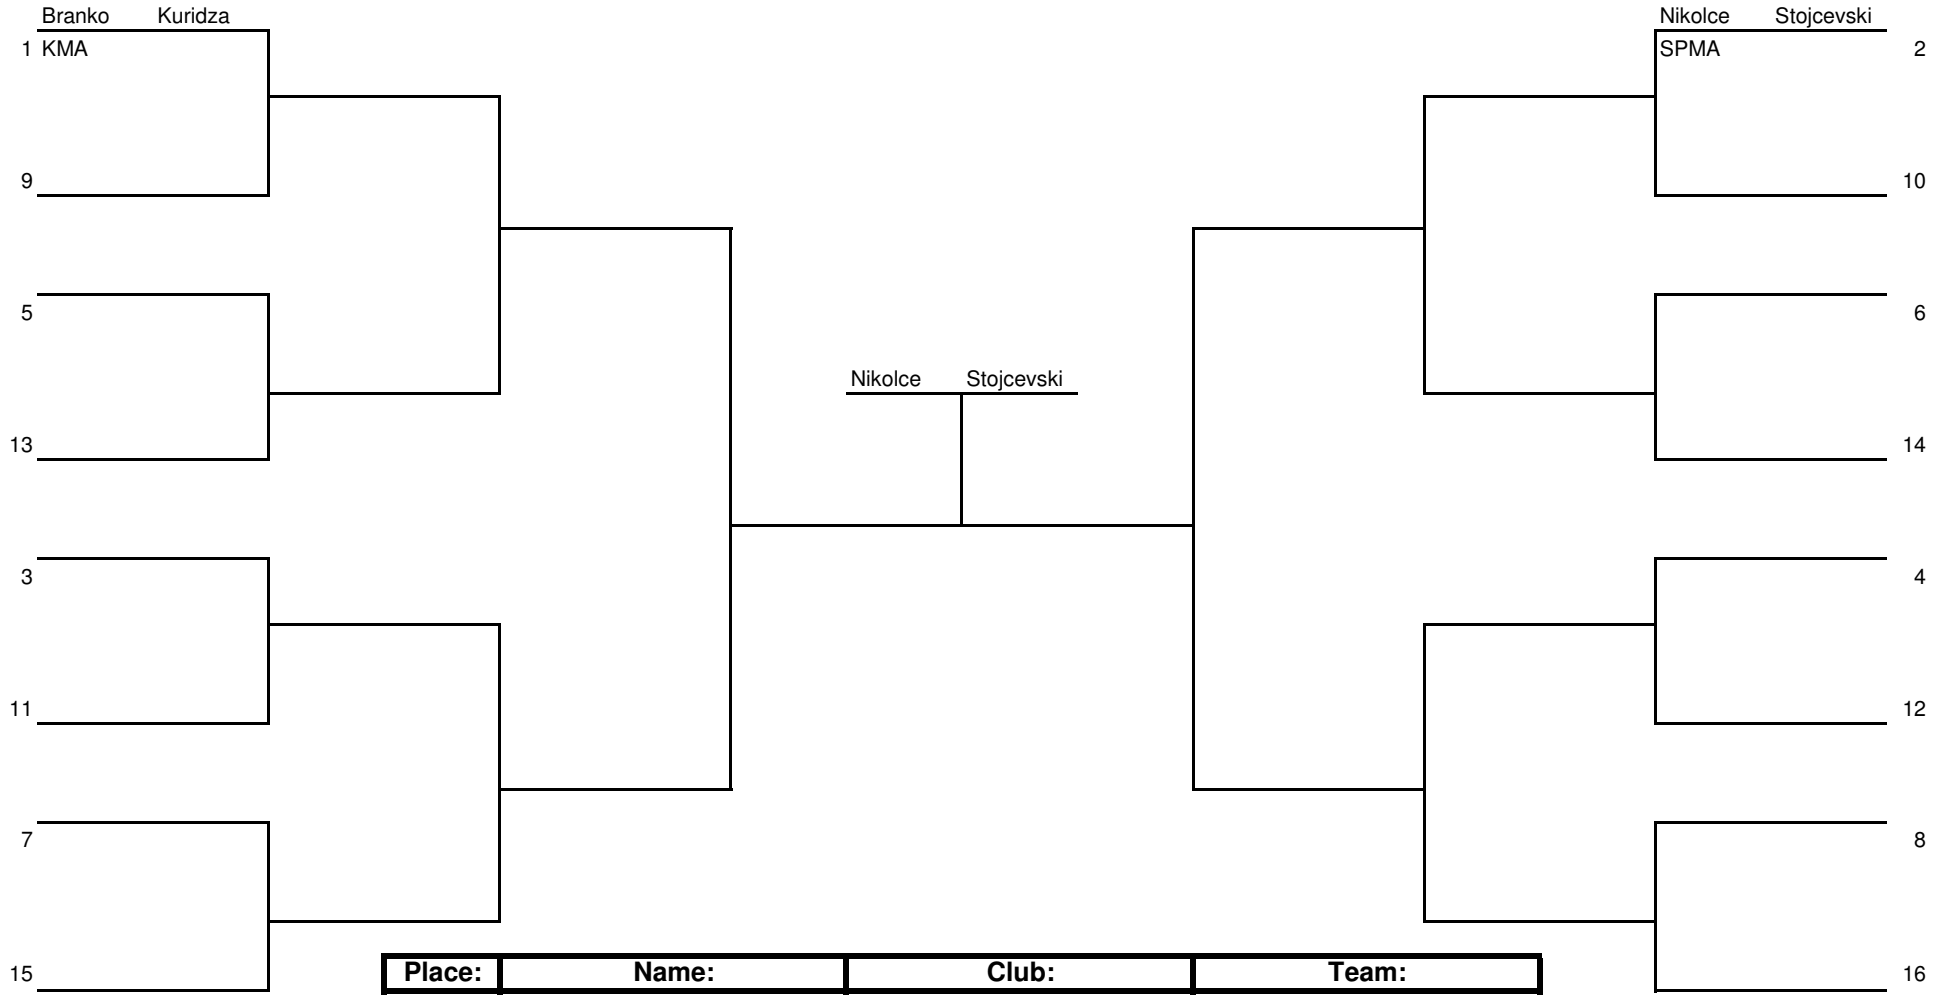 Branko Kuridza Nikolce Stojcevski
1 KMA SPMA 2
9 10
5 6
Nikolce Stojcevski
13 14
3 4
11 12
7 8
15 16
Place: Name: Club: Team: